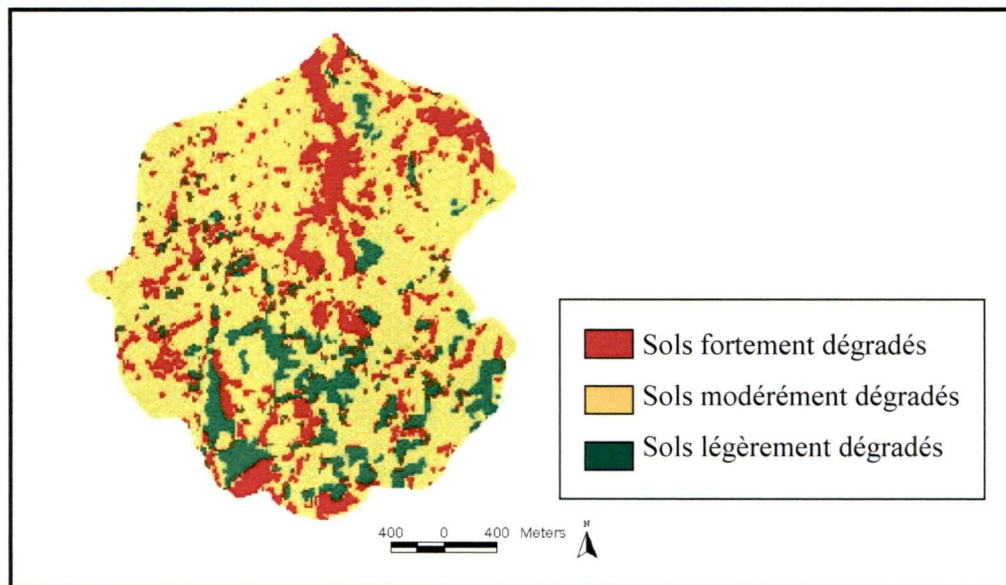 Sols fortement dégradés
Sols modérément dégradés
Sols légèrement dégradés
400 0 400 Meters
N